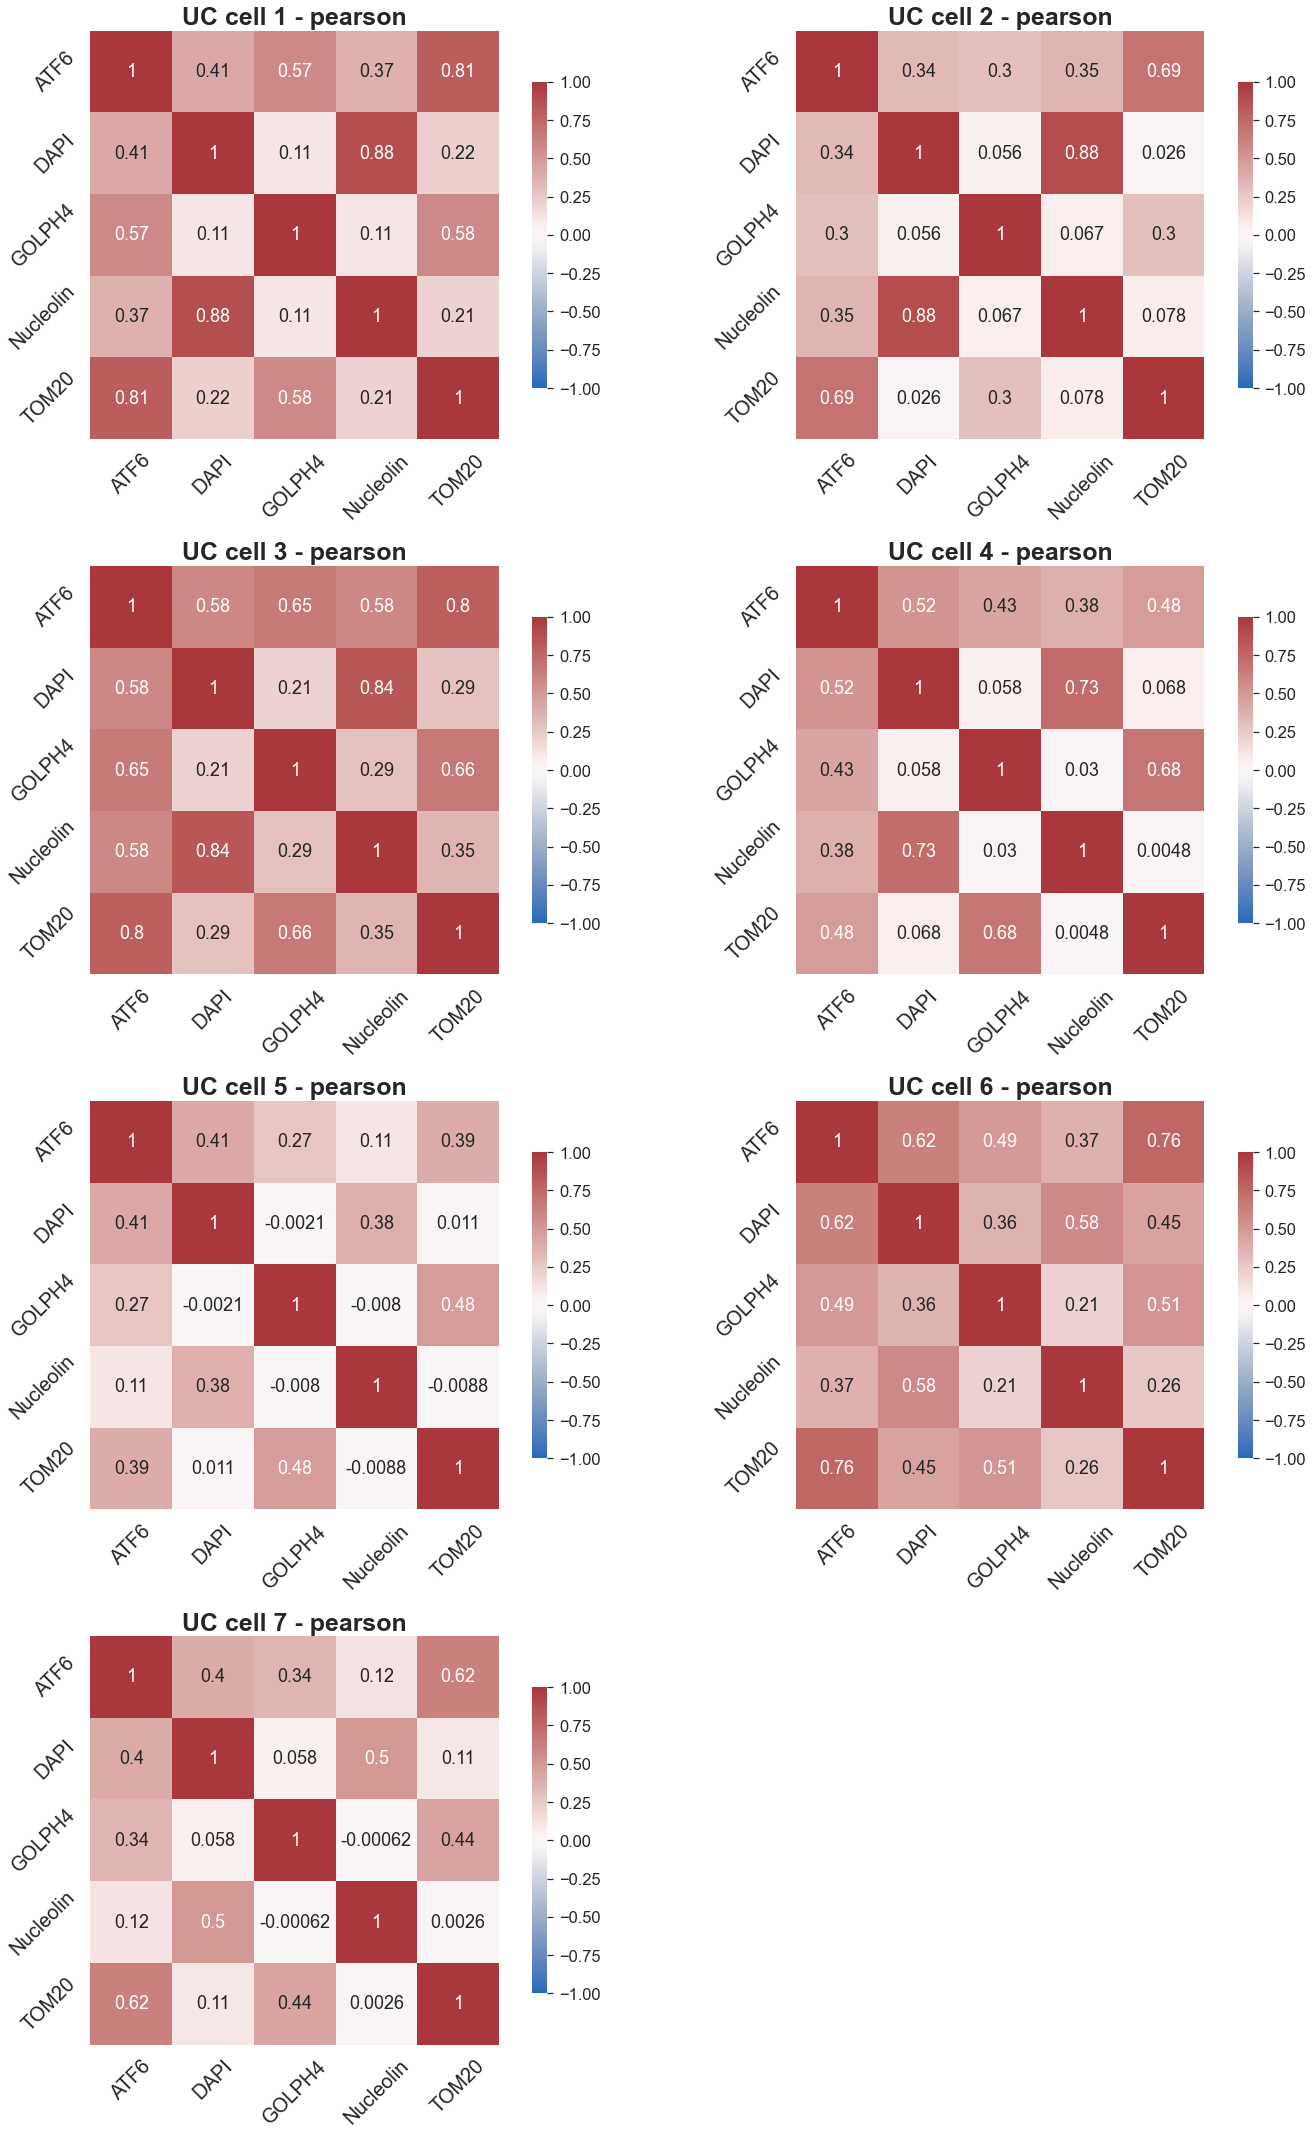 UC cell 1 - pearson
ATF6 1 0.41 0.57 0.37 0.81
DAPI 0.41 1 0.11 0.88 0.22
GOLPH4 0.57 0.11 1 0.11 0.58
Nucleolin 0.37 0.88 0.11 1 0.21
TOM20 0.81 0.22 0.58 0.21 1
ATF6 DAPI GOLPH4 Nucleolin TOM20
1.00
0.75
0.50
0.25
0.00
−0.25
−0.50
−0.75
−1.00
UC cell 2 - pearson
ATF6 1 0.34 0.3 0.35 0.69
DAPI 0.34 1 0.056 0.88 0.026
GOLPH4 0.3 0.056 1 0.067 0.3
Nucleolin 0.35 0.88 0.067 1 0.078
TOM20 0.69 0.026 0.3 0.078 1
ATF6 DAPI GOLPH4 Nucleolin TOM20
1.00
0.75
0.50
0.25
0.00
−0.25
−0.50
−0.75
−1.00
UC cell 3 - pearson
ATF6 1 0.58 0.65 0.58 0.8
DAPI 0.58 1 0.21 0.84 0.29
GOLPH4 0.65 0.21 1 0.29 0.66
Nucleolin 0.58 0.84 0.29 1 0.35
TOM20 0.8 0.29 0.66 0.35 1
ATF6 DAPI GOLPH4 Nucleolin TOM20
1.00
0.75
0.50
0.25
0.00
−0.25
−0.50
−0.75
−1.00
UC cell 4 - pearson
ATF6 1 0.52 0.43 0.38 0.48
DAPI 0.52 1 0.058 0.73 0.068
GOLPH4 0.43 0.058 1 0.03 0.68
Nucleolin 0.38 0.73 0.03 1 0.0048
TOM20 0.48 0.068 0.68 0.0048 1
ATF6 DAPI GOLPH4 Nucleolin TOM20
1.00
0.75
0.50
0.25
0.00
−0.25
−0.50
−0.75
−1.00
UC cell 5 - pearson
ATF6 1 0.41 0.27 0.11 0.39
DAPI 0.41 1 -0.0021 0.38 0.011
GOLPH4 0.27 -0.0021 1 -0.008 0.48
Nucleolin 0.11 0.38 -0.008 1 -0.0088
TOM20 0.39 0.011 0.48 -0.0088 1
ATF6 DAPI GOLPH4 Nucleolin TOM20
1.00
0.75
0.50
0.25
0.00
−0.25
−0.50
−0.75
−1.00
UC cell 6 - pearson
ATF6 1 0.62 0.49 0.37 0.76
DAPI 0.62 1 0.36 0.58 0.45
GOLPH4 0.49 0.36 1 0.21 0.51
Nucleolin 0.37 0.58 0.21 1 0.26
TOM20 0.76 0.45 0.51 0.26 1
ATF6 DAPI GOLPH4 Nucleolin TOM20
1.00
0.75
0.50
0.25
0.00
−0.25
−0.50
−0.75
−1.00
UC cell 7 - pearson
ATF6 1 0.4 0.34 0.12 0.62
DAPI 0.4 1 0.058 0.5 0.11
GOLPH4 0.34 0.058 1 -0.00062 0.44
Nucleolin 0.12 0.5 -0.00062 1 0.0026
TOM20 0.62 0.11 0.44 0.0026 1
ATF6 DAPI GOLPH4 Nucleolin TOM20
1.00
0.75
0.50
0.25
0.00
−0.25
−0.50
−0.75
−1.00